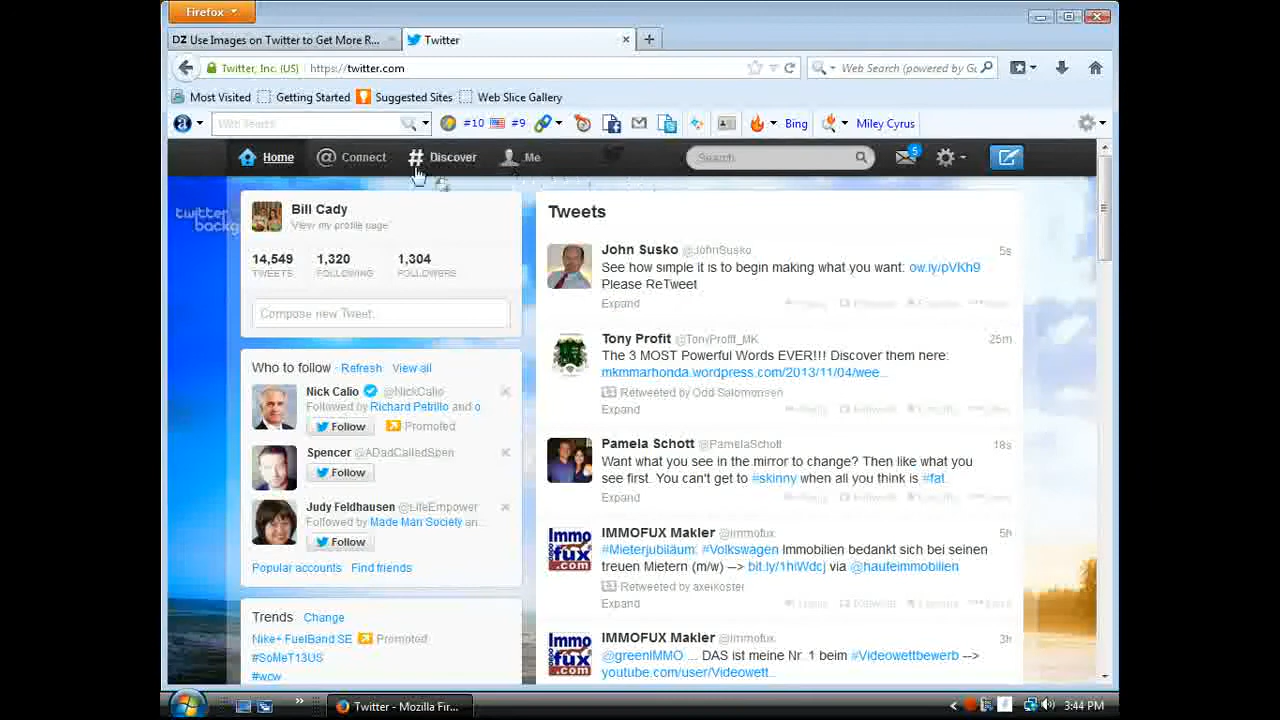 Firefox
DZ Use Images on Twitter to Get More R...
Twitter
Twitter, Inc. (US)
https://twitter.com
Web Search (powered by Go
Most Visited
Getting Started
Suggested Sites
Web Slice Gallery
Web Search
#10
#9
Bing
Miley Cyrus
Home
Connect
Discover
Me
Search
5
Bill Cady
View my profile page
14,549
1,320
1,304
TWEETS
FOLLOWING
FOLLOWERS
Compose new Tweet...
Who to follow · Refresh · View all
Nick Calio @NickCalio
Followed by Richard Petrillo and o
Follow
Promoted
Spencer @ADadCalledSpen
Follow
Judy Feldhausen @LifeEmpower
Followed by Made Man Society an...
Follow
Popular accounts · Find friends
Trends · Change
Nike+ FuelBand SE Promoted
#SoMeT13US
#wow
Tweets
John Susko @JohnSusko
5s
See how simple it is to begin making what you want: ow.ly/pVKh9
Please ReTweet
Expand
Tony Profit
25m
The 3 MOST Powerful Words EVER!!! Discover them here:
mkmmarhonda.wordpress.com/2013/11/04/wee...
Retweeted by Odd Salomonsen
Expand
Pamela Schott @PamelaSchott
18s
Want what you see in the mirror to change? Then like what you
see first. You can't get to #skinny when all you think is #fat.
Expand
IMMOFUX Makler @immofux
5h
#Mieterjubiläum: #Volkswagen Immobilien bedankt sich bei seinen
treuen Mietern (m/w) --> bit.ly/1hiWdcj via @haufeimmobilien
Retweeted by axelkoster
Expand
IMMOFUX Makler @immofux
3h
@greenIMMO ... DAS ist meine Nr. 1 beim #Videowettbewerb -->
youtube.com/user/Videowett...
Twitter - Mozilla Fir...
3:44 PM